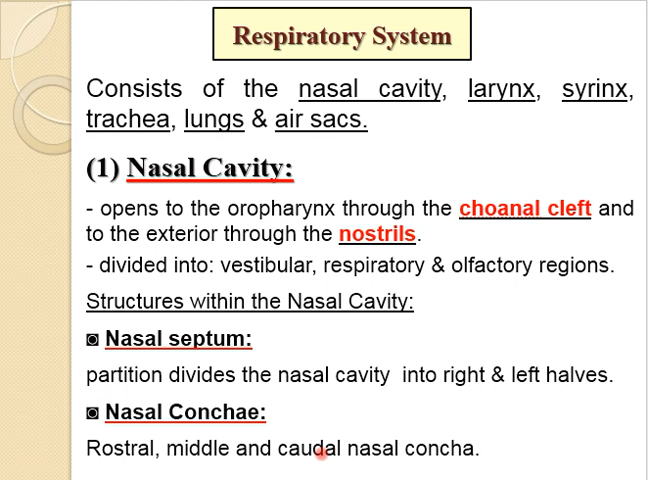 Respiratory System
Consists of the nasal cavity, larynx, syrinx,
trachea, lungs & air sacs.
(1) Nasal Cavity:
- opens to the oropharynx through the choanal cleft and
to the exterior through the nostrils.
- divided into: vestibular, respiratory & olfactory regions.
Structures within the Nasal Cavity:
◙ Nasal septum:
partition divides the nasal cavity into right & left halves.
◙ Nasal Conchae:
Rostral, middle and caudal nasal concha.